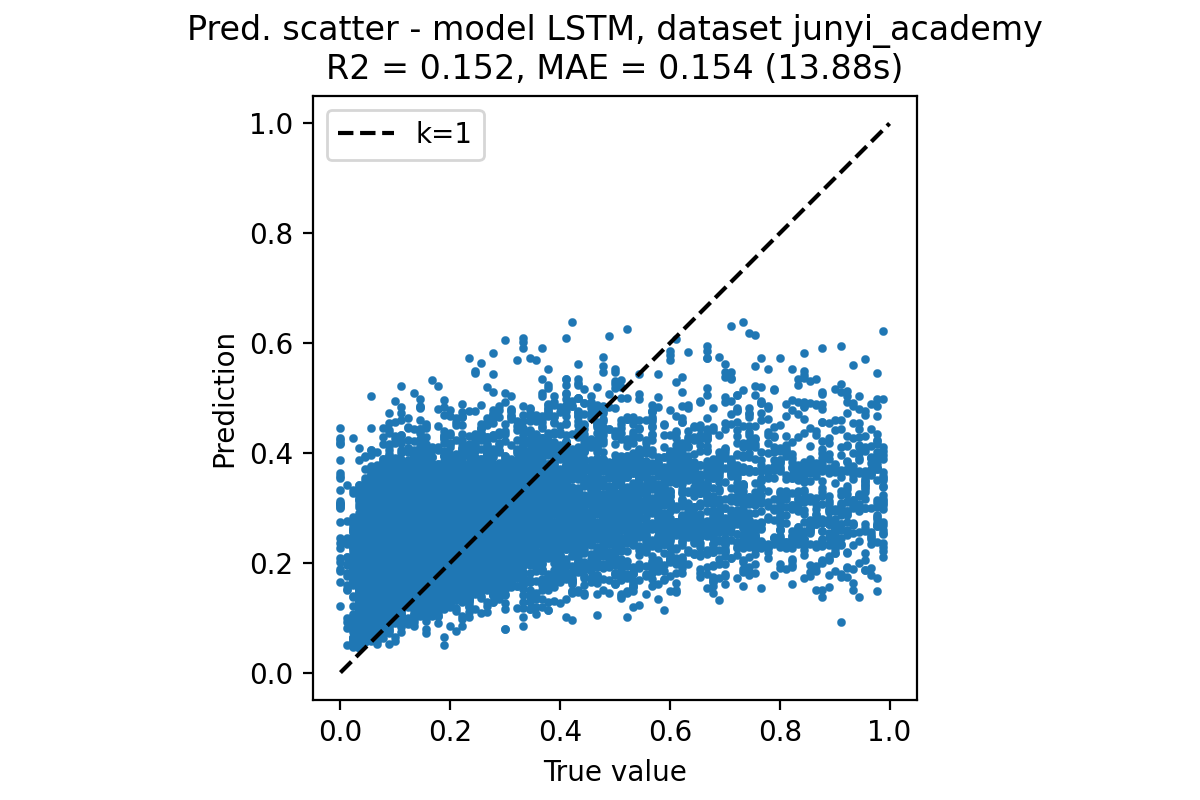 Pred. scatter - model LSTM, dataset junyi_academy
R2 = 0.152, MAE = 0.154 (13.88s)
k=1
1.0
0.8
0.6
0.4
0.2
0.0
Prediction
0.0 0.2 0.4 0.6 0.8 1.0
True value